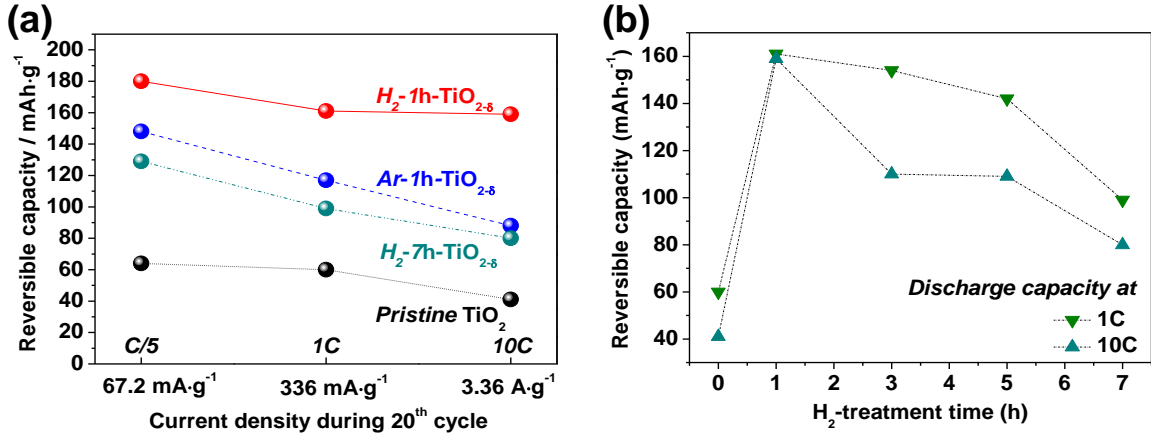 (a)
Reversible capacity / mAh·g⁻¹
200
180
160
140
120
100
80
60
40
20
0
H₂-1h-TiO₂₋δ
Ar-1h-TiO₂₋δ
H₂-7h-TiO₂₋δ
Pristine TiO₂
C/5 1C 10C
67.2 mA·g⁻¹ 336 mA·g⁻¹ 3.36 A·g⁻¹
Current density during 20ᵗʰ cycle
(b)
Reversible capacity (mAh·g⁻¹)
160
140
120
100
80
60
40
Discharge capacity at
1C
10C
0 1 2 3 4 5 6 7
H₂-treatment time (h)